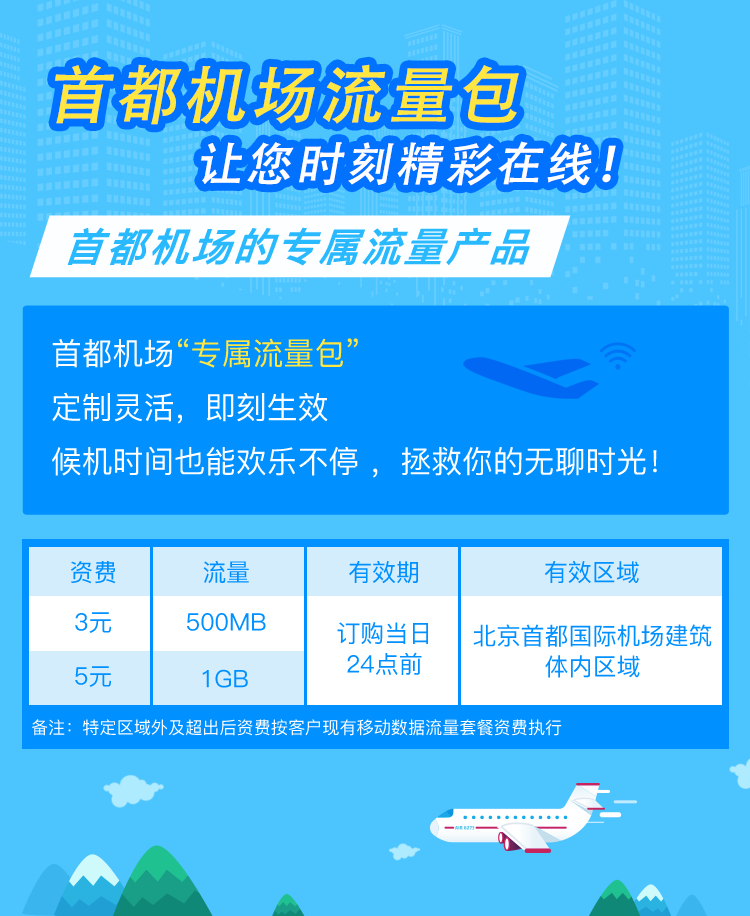 首都机场流量包
让您时刻精彩在线！
首都机场的专属流量产品
首都机场“专属流量包”
定制灵活，即刻生效
候机时间也能欢乐不停 ，拯救你的无聊时光！
资费 流量 有效期 有效区域
3元 500MB 订购当日 北京首都国际机场建筑
5元 1GB 24点前 体内区域
备注：特定区域外及超出后资费按客户现有移动数据流量套餐资费执行
AIR 8273